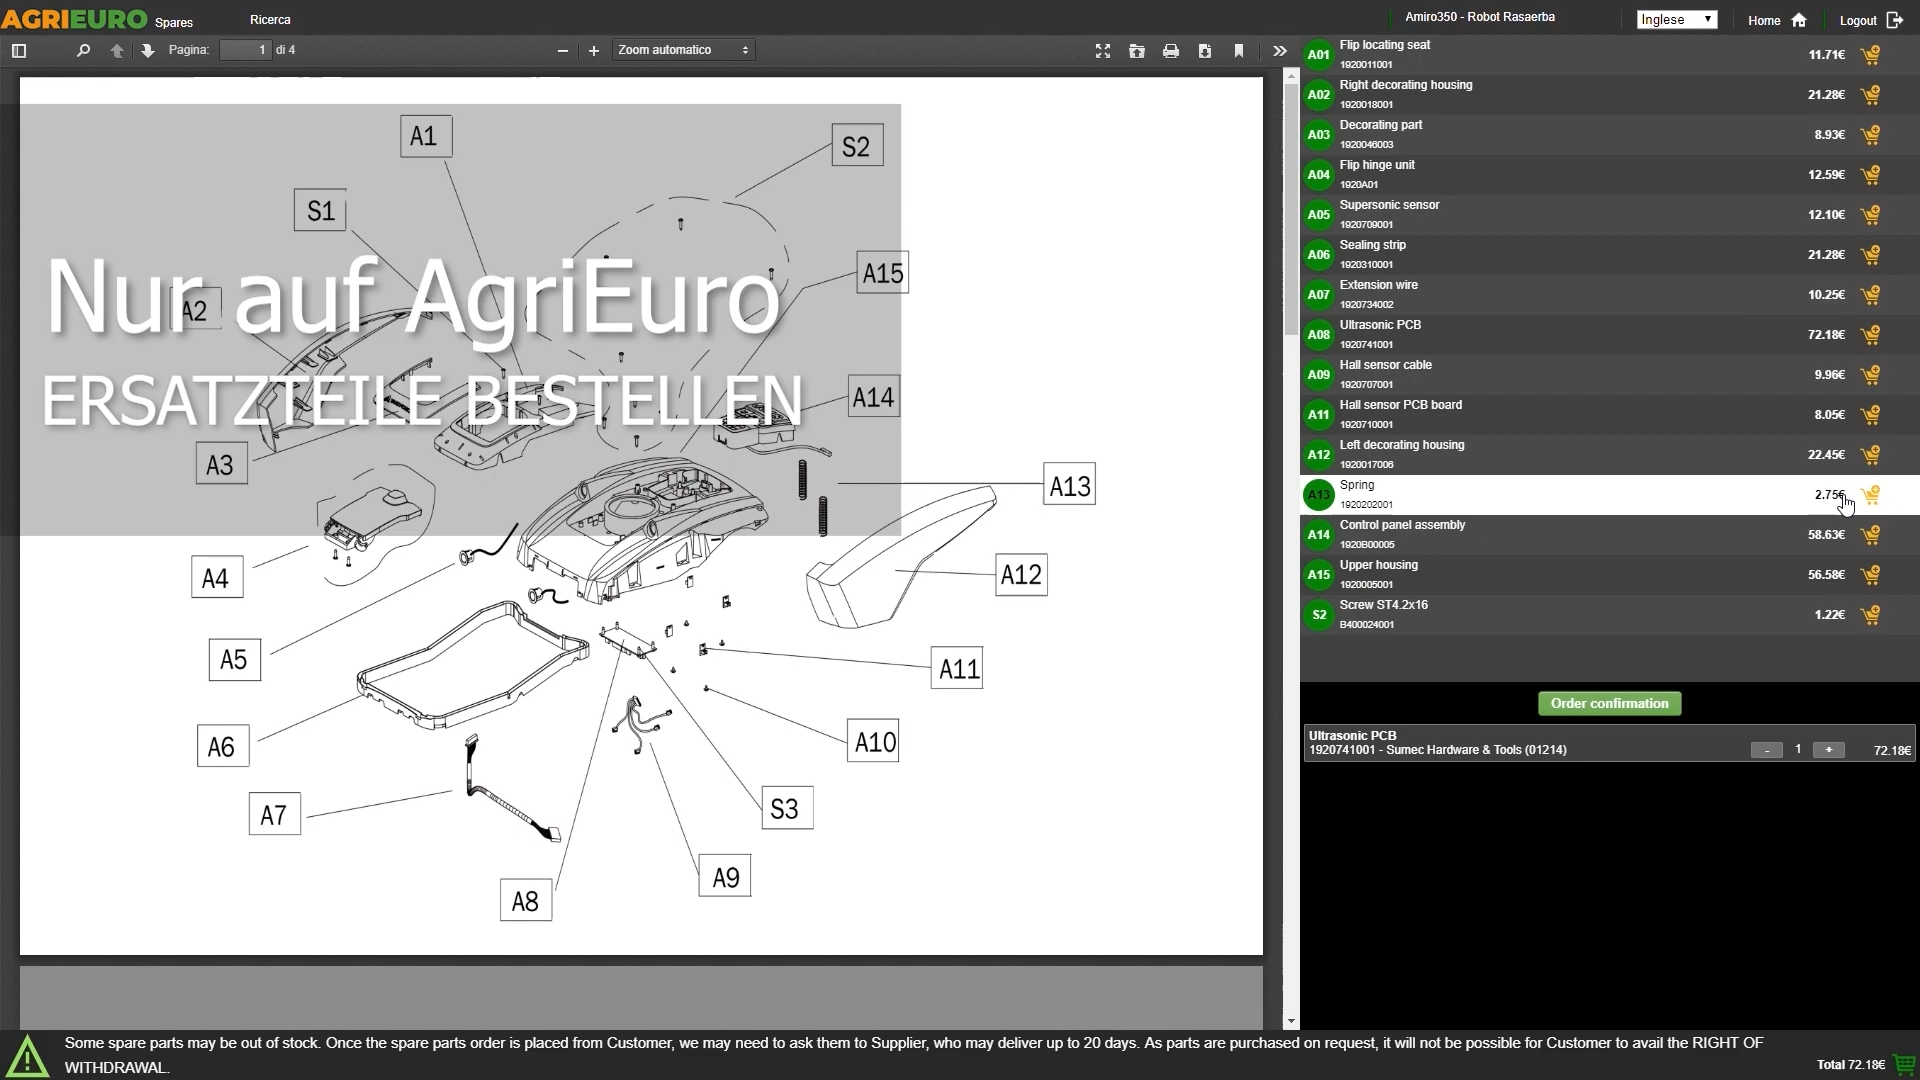 AGRIEURO Spares
Ricerca
Amiro350 - Robot Rasaerba
Inglese
Home
Logout
Pagina: 1 di 4
Zoom automatico
A1
S2
S1
A15
A2
Nur auf AgriEuro
ERSATZTEILE BESTELLEN
A14
A3
A13
A4
A12
A5
A11
A6
A10
A7
S3
A9
A8
A01 Flip locating seat 11.71€
1920011001
A02 Right decorating housing 21.28€
1920018001
A03 Decorating part 8.93€
1920046003
A04 Flip hinge unit 12.59€
1920A01
A05 Supersonic sensor 12.10€
1920709001
A06 Sealing strip 21.28€
1920310001
A07 Extension wire 10.25€
1920734002
A08 Ultrasonic PCB 72.18€
1920741001
A09 Hall sensor cable 9.96€
1920707001
A11 Hall sensor PCB board 8.05€
1920710001
A12 Left decorating housing 22.45€
1920017006
A13 Spring 2.75€
1920202001
A14 Control panel assembly 58.63€
1920B00005
A15 Upper housing 56.58€
1920005001
S2 Screw ST4.2x16 1.22€
B400024001
Order confirmation
Ultrasonic PCB
1920741001 - Sumec Hardware & Tools (01214) - 1 + 72.18€
Some spare parts may be out of stock. Once the spare parts order is placed from Customer, we may need to ask them to Supplier, who may deliver up to 20 days. As parts are purchased on request, it will not be possible for Customer to avail the RIGHT OF
WITHDRAWAL.
Total 72.18€